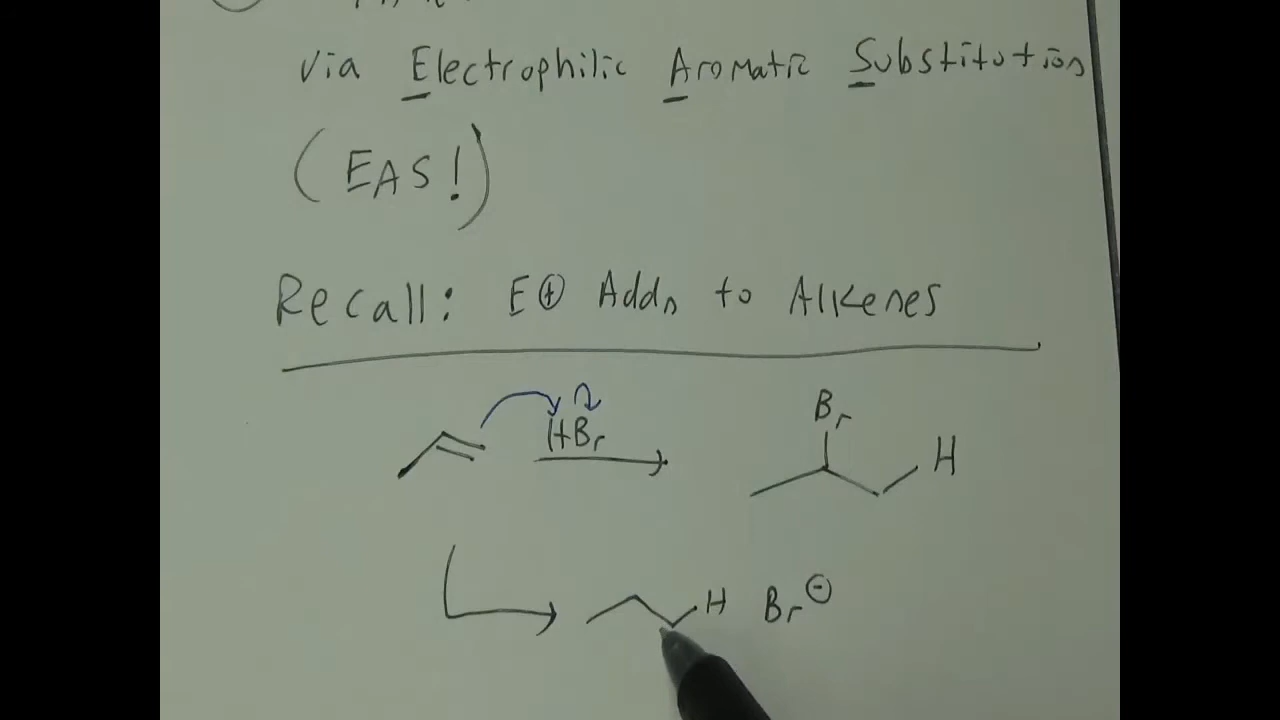 via Electrophilic Aromatic Substitution
(EAS!)
Recall: E⊕ Addn to Alkenes
HBr
Br
H
H Br⊖